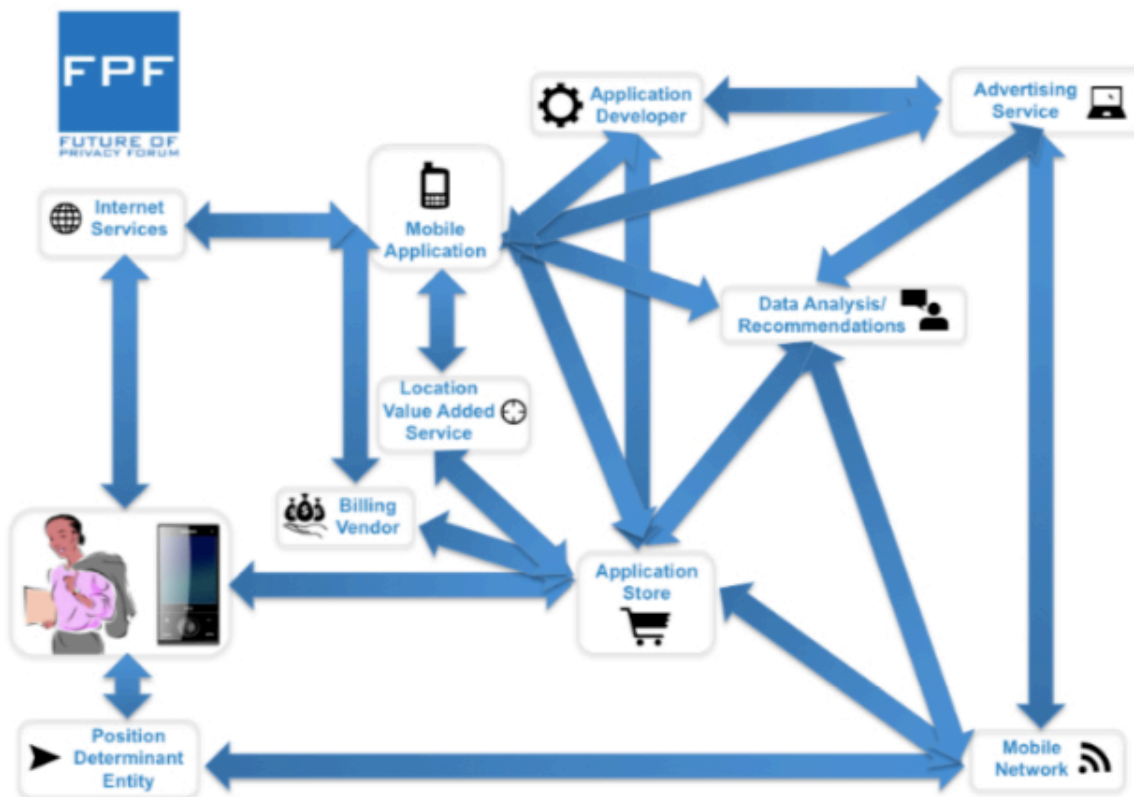 FPF
FUTURE OF
PRIVACY FORUM
Application
Developer
Advertising
Service
Internet
Services
Mobile
Application
Data Analysis/
Recommendations
Location
Value Added
Service
Billing
Vendor
Application
Store
Position
Determinant
Entity
Mobile
Network